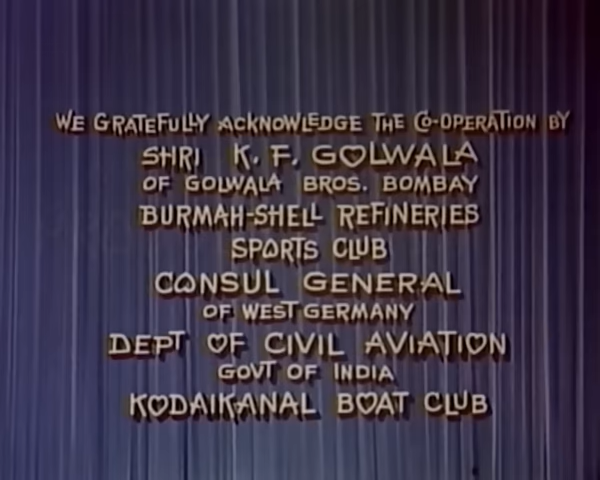 WE GRATEFULLY ACKNOWLEDGE THE CO-OPERATION BY
SHRI K. F. GOLWALA
OF GOLWALA BROS. BOMBAY
BURMAH-SHELL REFINERIES
SPORTS CLUB
CONSUL GENERAL
OF WEST GERMANY
DEPT OF CIVIL AVIATION
GOVT OF INDIA
KODAIKANAL BOAT CLUB